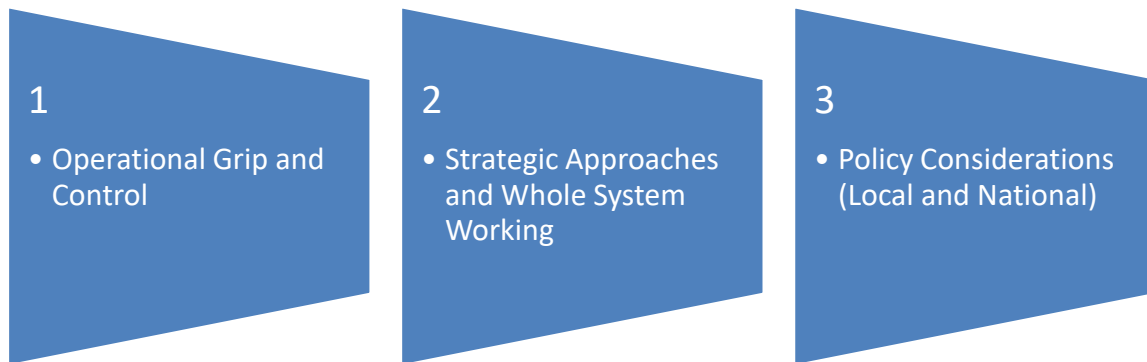 1
• Operational Grip and
Control
2
• Strategic Approaches
and Whole System
Working
3
• Policy Considerations
(Local and National)